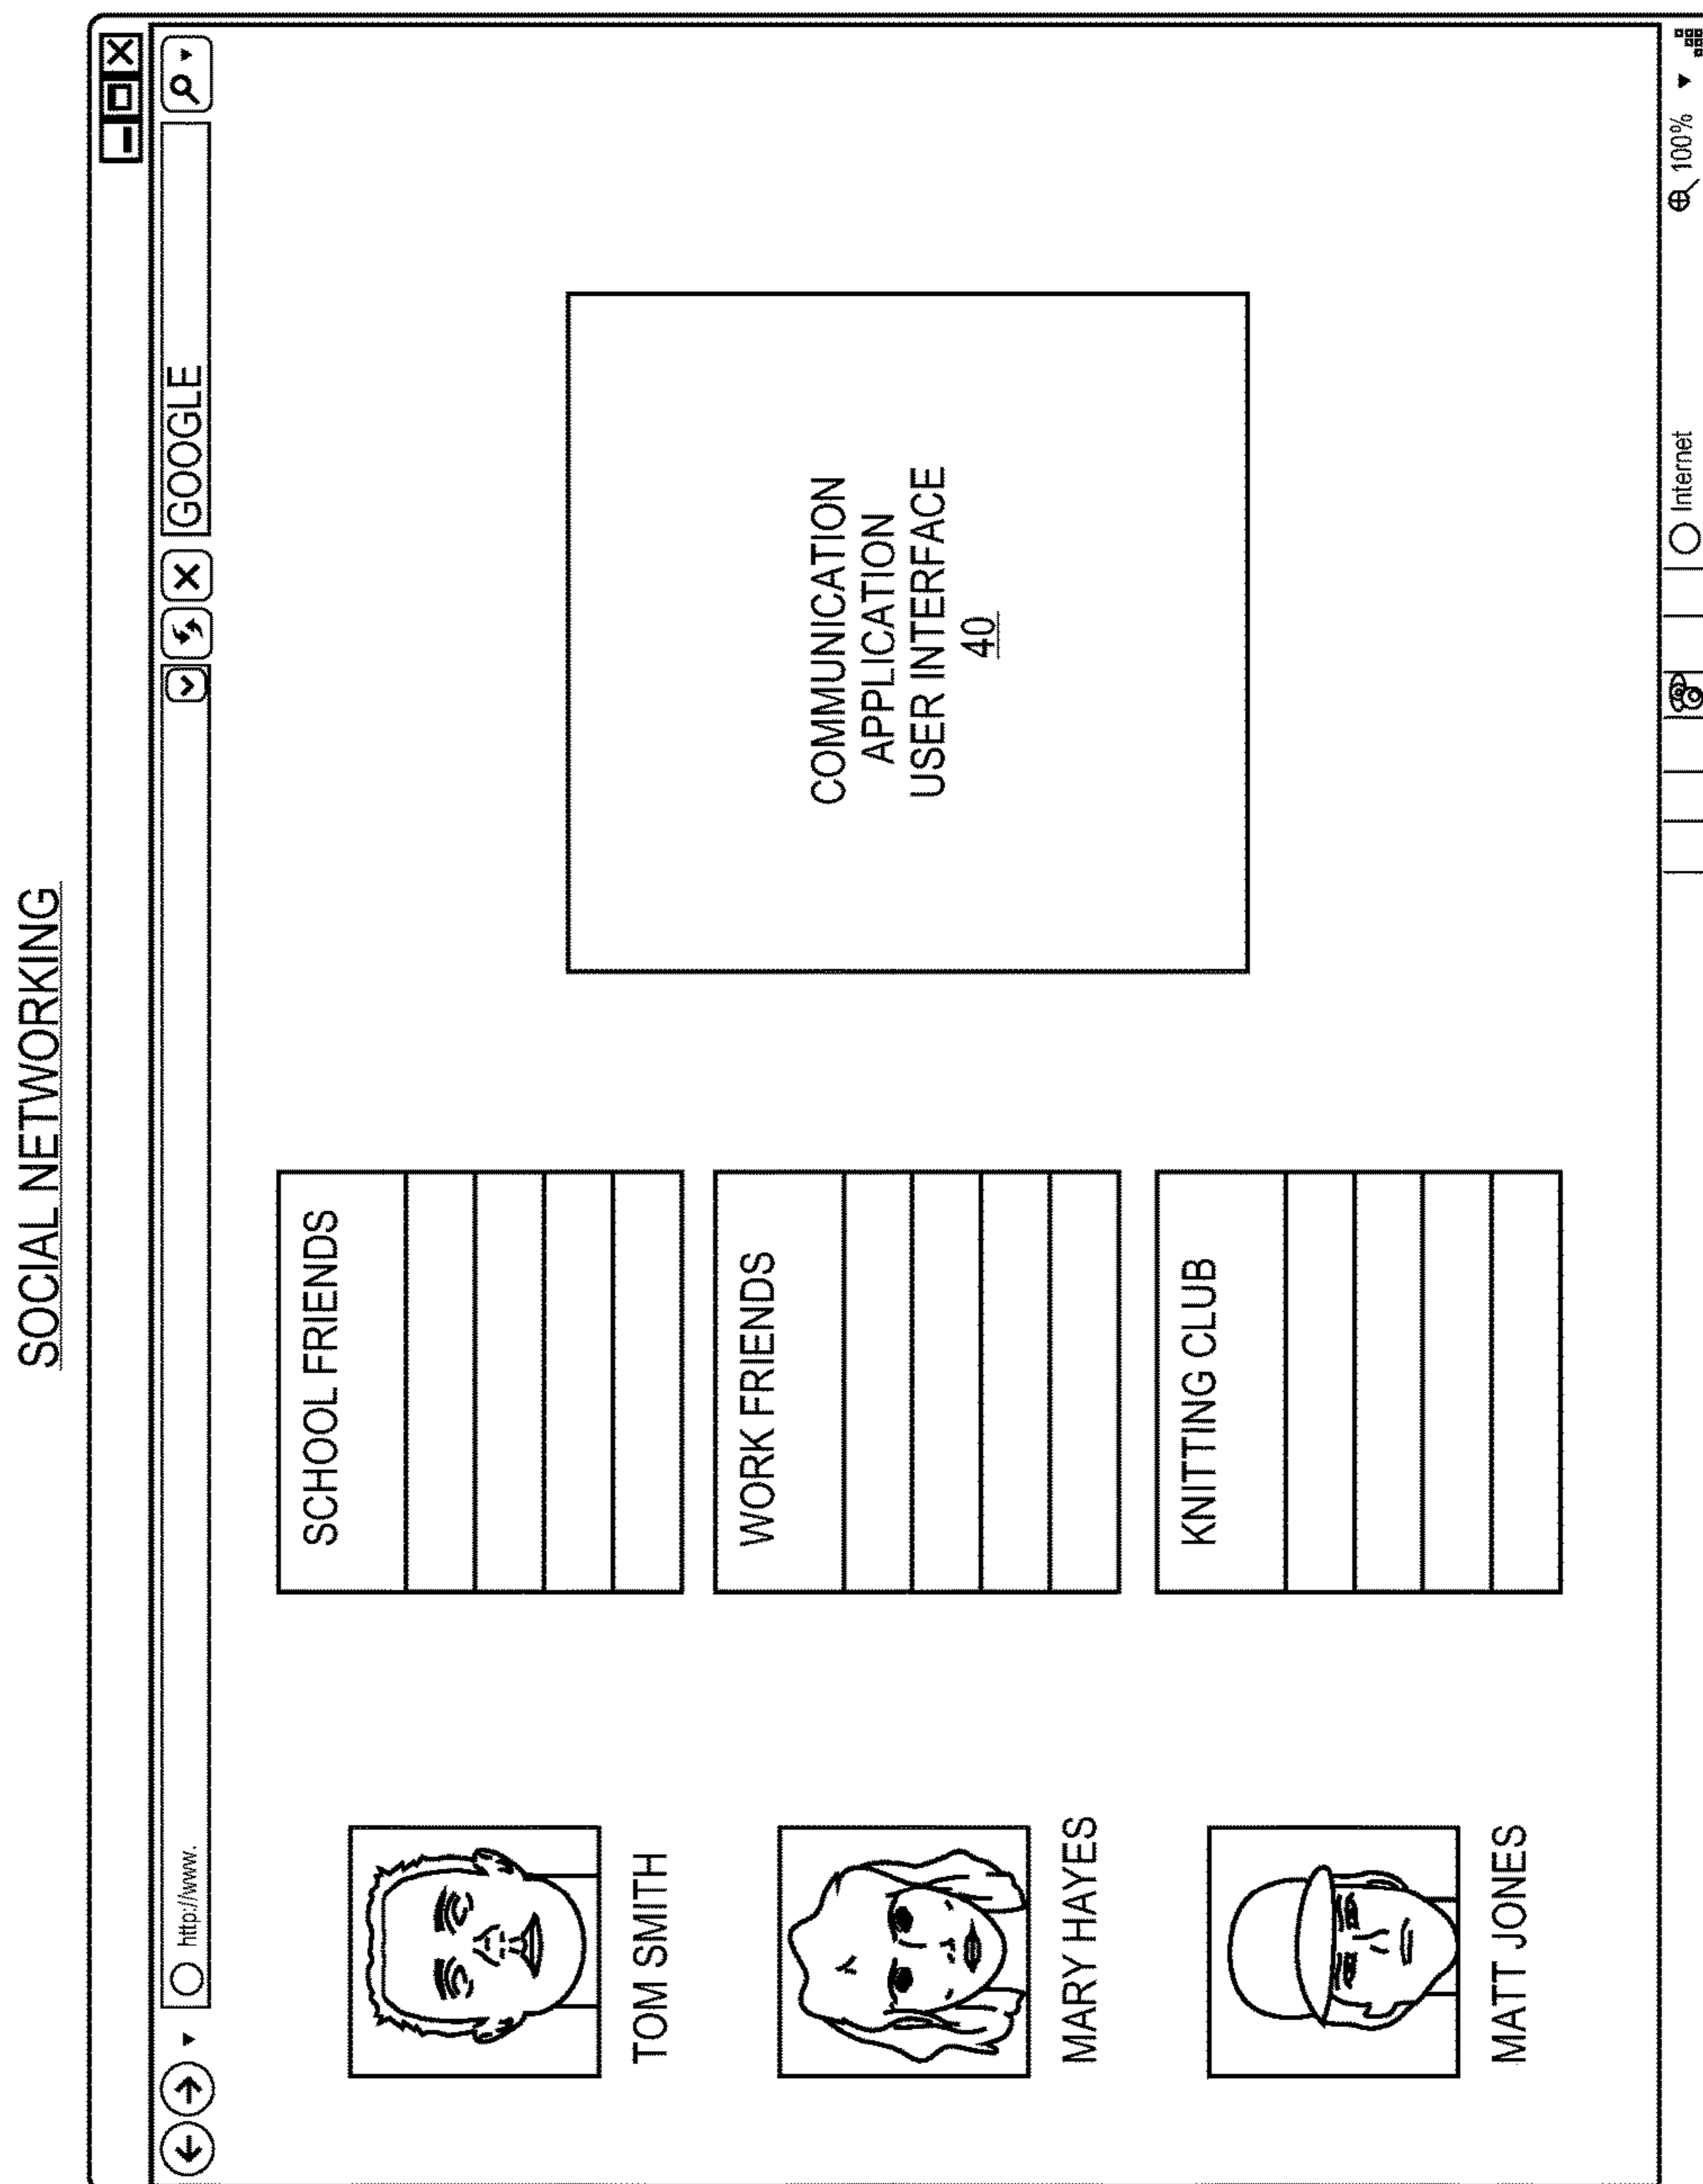 SOCIAL NETWORKING
http://www.
GOOGLE
TOM SMITH
MARY HAYES
MATT JONES
SCHOOL FRIENDS
WORK FRIENDS
KNITTING CLUB
COMMUNICATION
APPLICATION
USER INTERFACE
40
Internet
100%